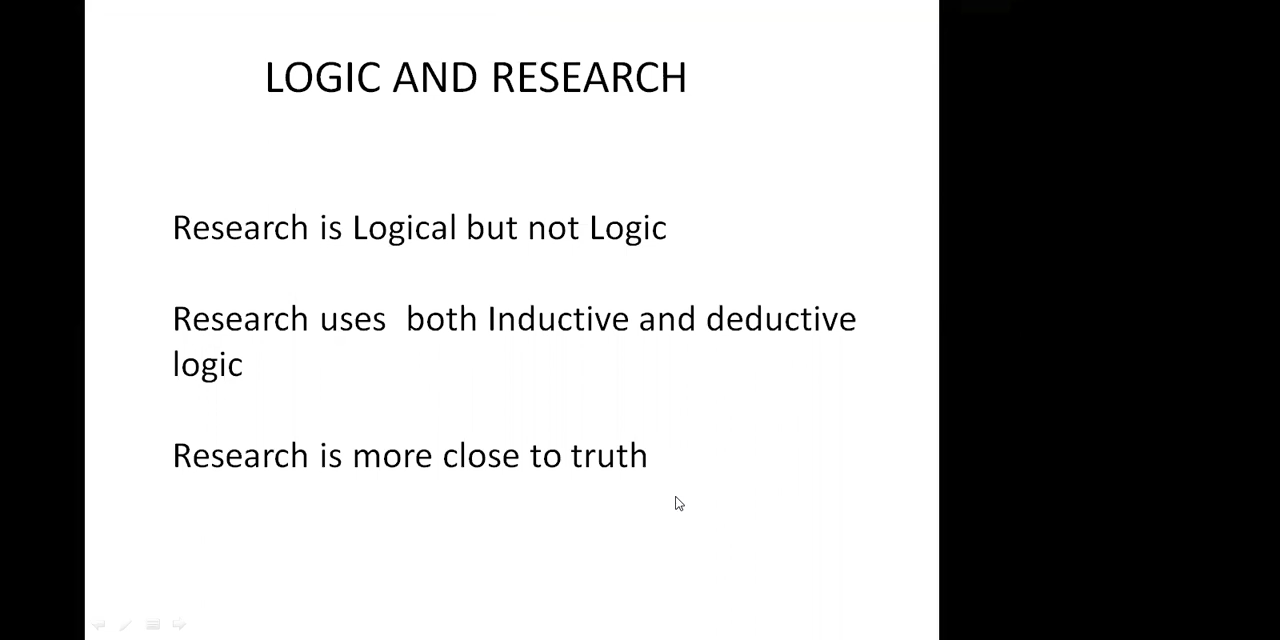 LOGIC AND RESEARCH
Research is Logical but not Logic
Research uses  both Inductive and deductive
logic
Research is more close to truth